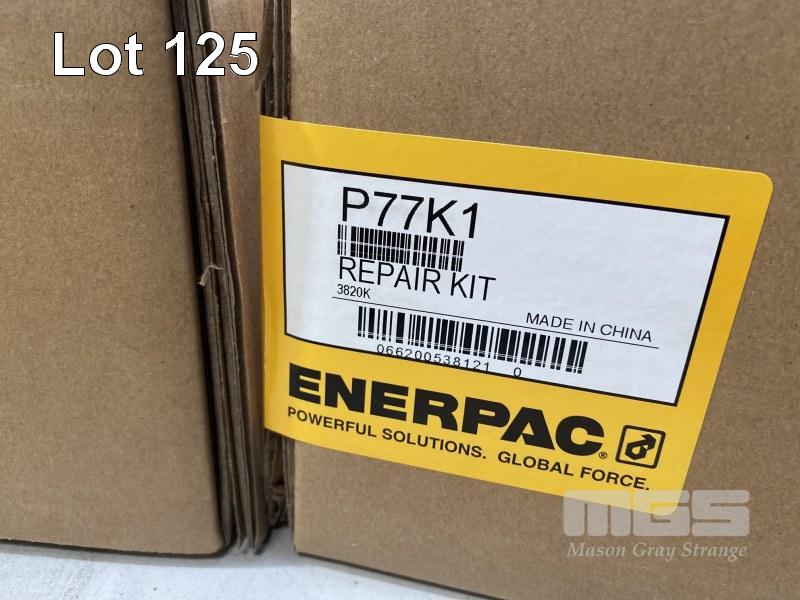 Lot 125
P77K1
REPAIR KIT
3820K
MADE IN CHINA
066200538121 0
ENERPAC®
POWERFUL SOLUTIONS. GLOBAL FORCE.
MGS
Mason Gray Strange